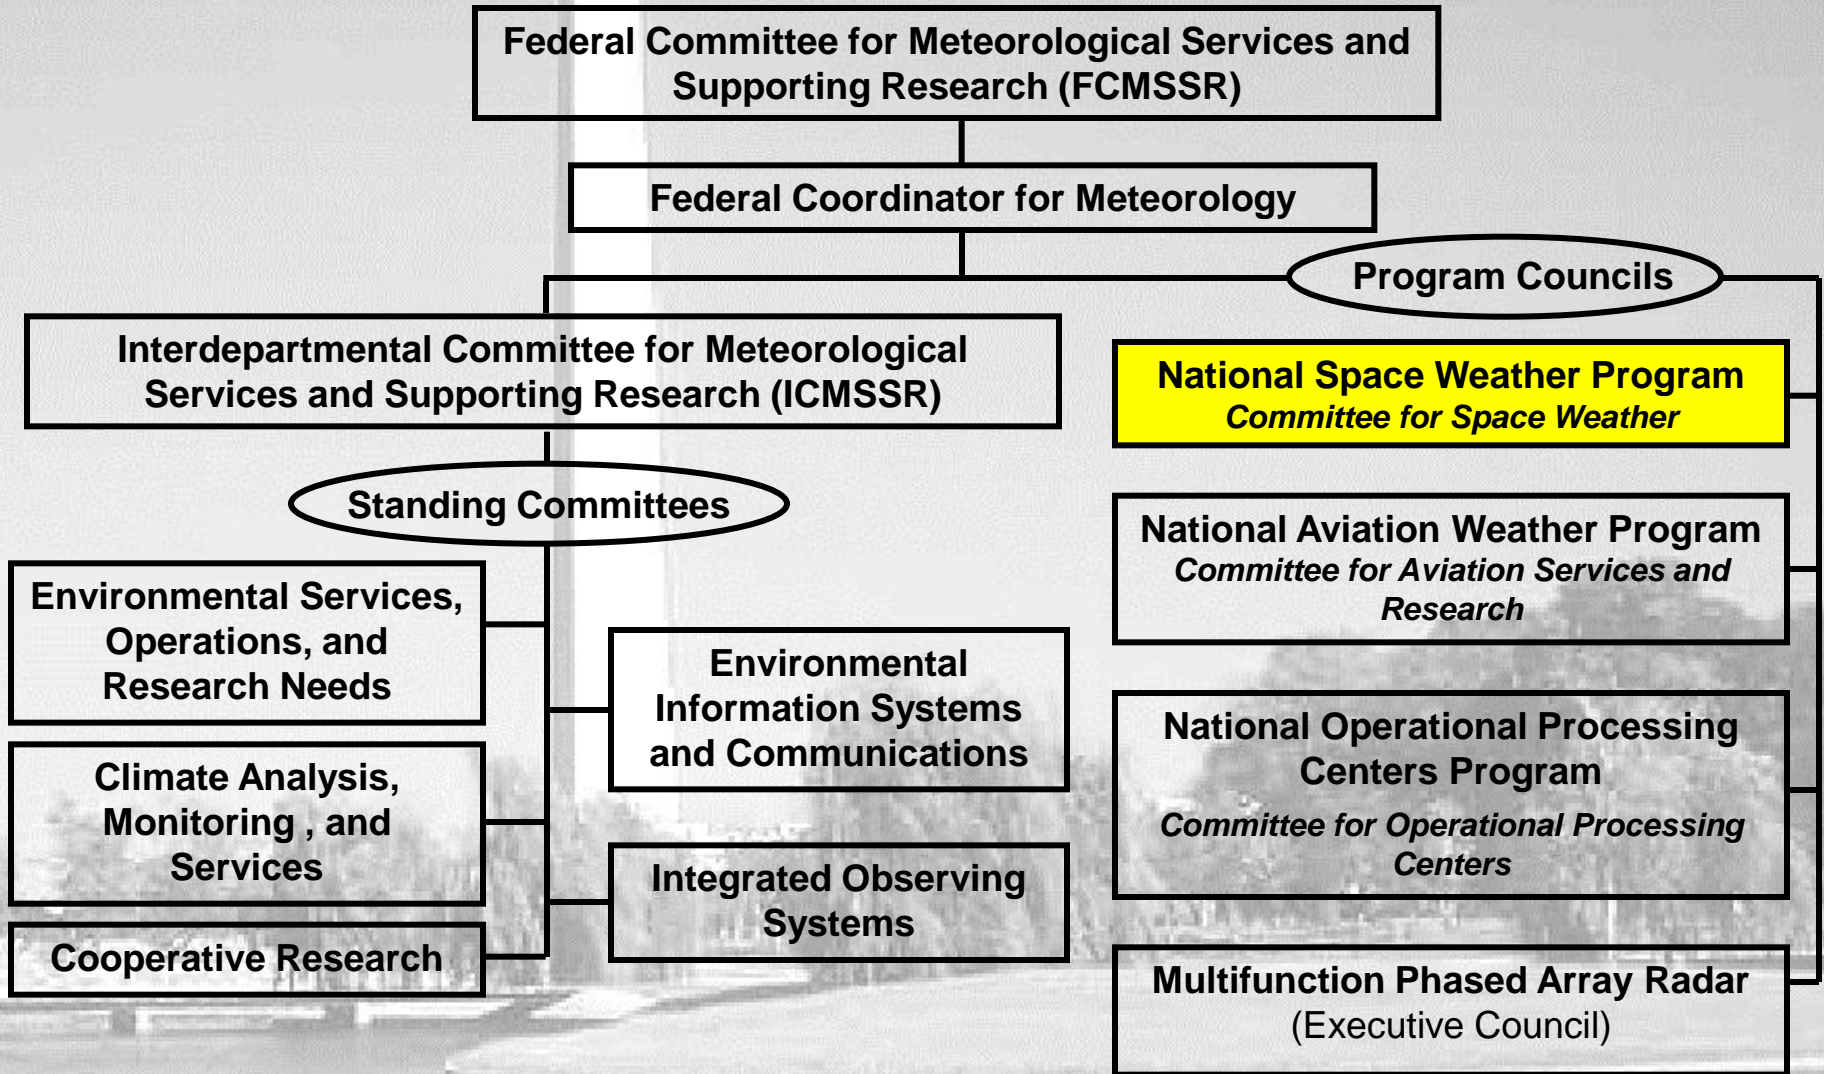 Federal Committee for Meteorological Services and
Supporting Research (FCMSSR)
Federal Coordinator for Meteorology
Program Councils
Interdepartmental Committee for Meteorological
Services and Supporting Research (ICMSSR)
Standing Committees
Environmental Services,
Operations, and
Research Needs
Climate Analysis,
Monitoring , and
Services
Cooperative Research
Environmental
Information Systems
and Communications
Integrated Observing
Systems
National Space Weather Program
Committee for Space Weather
National Aviation Weather Program
Committee for Aviation Services and
Research
National Operational Processing
Centers Program
Committee for Operational Processing
Centers
Multifunction Phased Array Radar
(Executive Council)